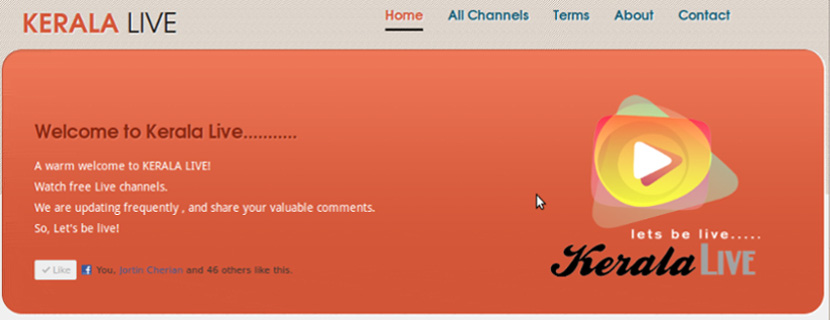 KERALA LIVE
Home All Channels Terms About Contact
Welcome to Kerala Live...........
A warm welcome to KERALA LIVE!
Watch free Live channels.
We are updating frequently , and share your valuable comments.
So, Let's be live!
Like You, Jortin Cherian and 46 others like this.
lets be live.....
Kerala LIVE